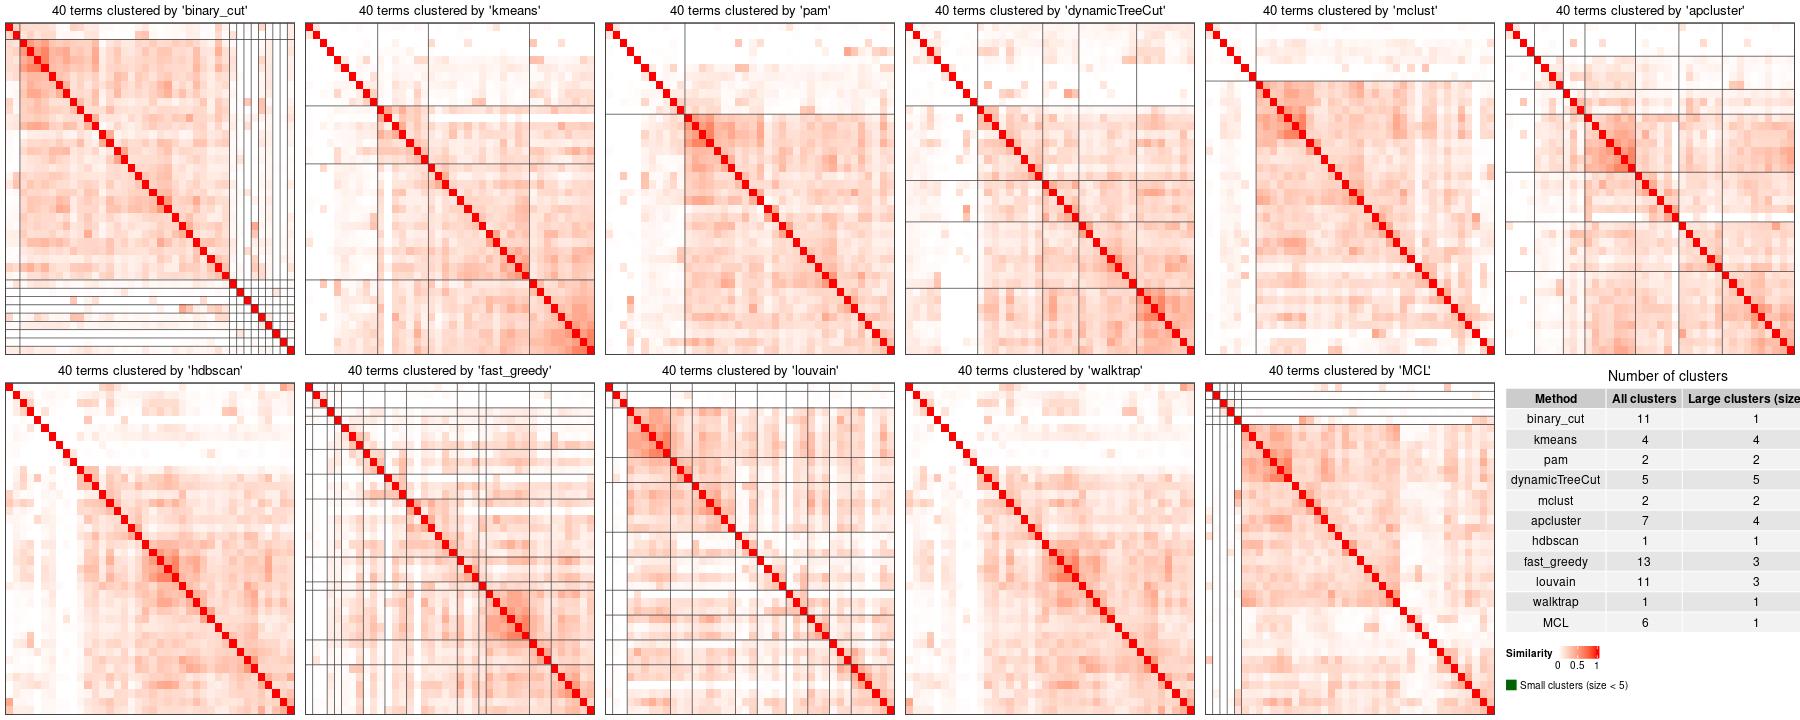 40 terms clustered by 'binary_cut'
40 terms clustered by 'kmeans'
40 terms clustered by 'pam'
40 terms clustered by 'dynamicTreeCut'
40 terms clustered by 'mclust'
40 terms clustered by 'apcluster'
40 terms clustered by 'hdbscan'
40 terms clustered by 'fast_greedy'
40 terms clustered by 'louvain'
40 terms clustered by 'walktrap'
40 terms clustered by 'MCL'
Number of clusters
Method All clusters Large clusters (size
binary_cut 11 1
kmeans 4 4
pam 2 2
dynamicTreeCut 5 5
mclust 2 2
apcluster 7 4
hdbscan 1 1
fast_greedy 13 3
louvain 11 3
walktrap 1 1
MCL 6 1
Similarity
0 0.5 1
Small clusters (size < 5)